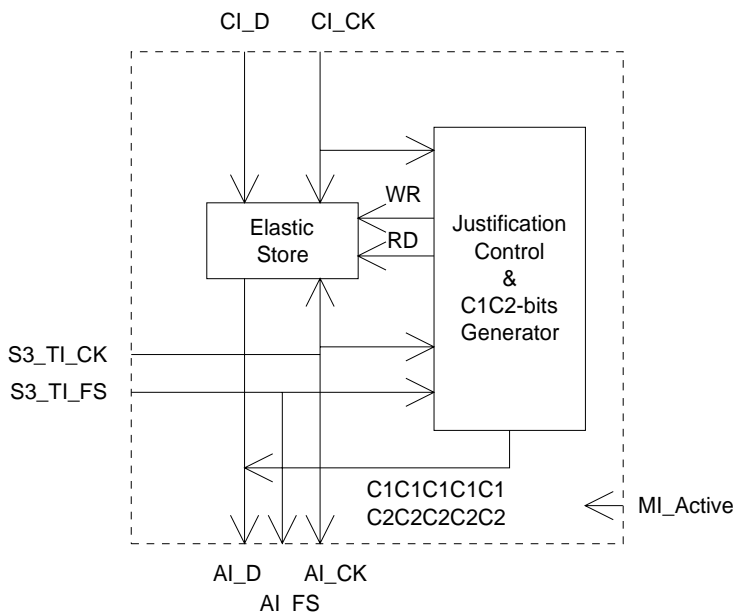 CI_D CI_CK
WR
Elastic
Store
RD
Justification
Control
&
C1C2-bits
Generator
S3_TI_CK
S3_TI_FS
C1C1C1C1C1
C2C2C2C2C2
MI_Active
AI_D AI_CK
AI_FS